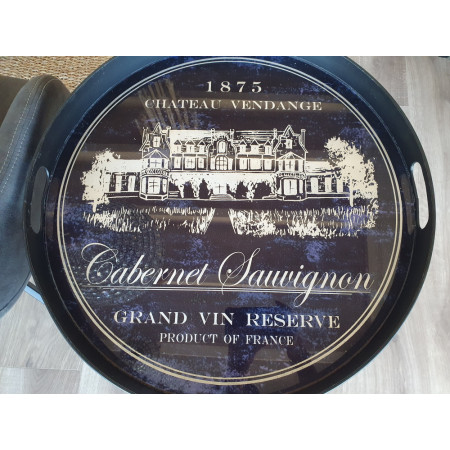 1875
CHATEAU VENDANGE
Cabernet Sauvignon
GRAND VIN RESERVE
PRODUCT OF FRANCE